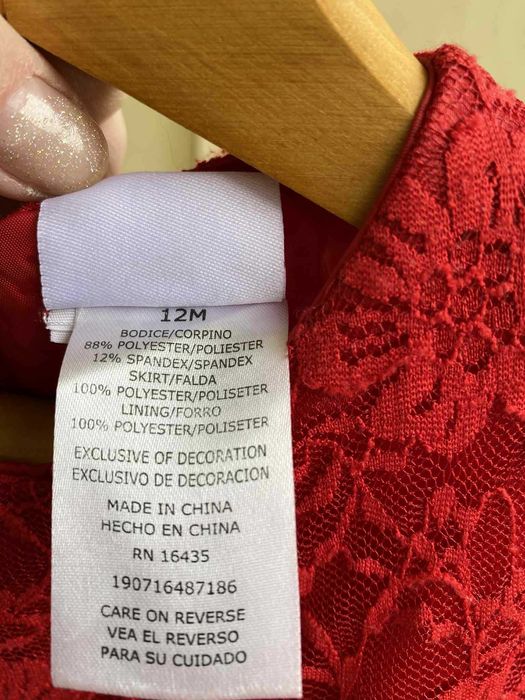 12M
BODICE/CORPINO
88% POLYESTER/POLIESTER
12% SPANDEX/SPANDEX
SKIRT/FALDA
100% POLYESTER/POLISETER
LINING/FORRO
100% POLYESTER/POLISETER
EXCLUSIVE OF DECORATION
EXCLUSIVO DE DECORACION
MADE IN CHINA
HECHO EN CHINA
RN 16435
190716487186
CARE ON REVERSE
VEA EL REVERSO
PARA SU CUIDADO